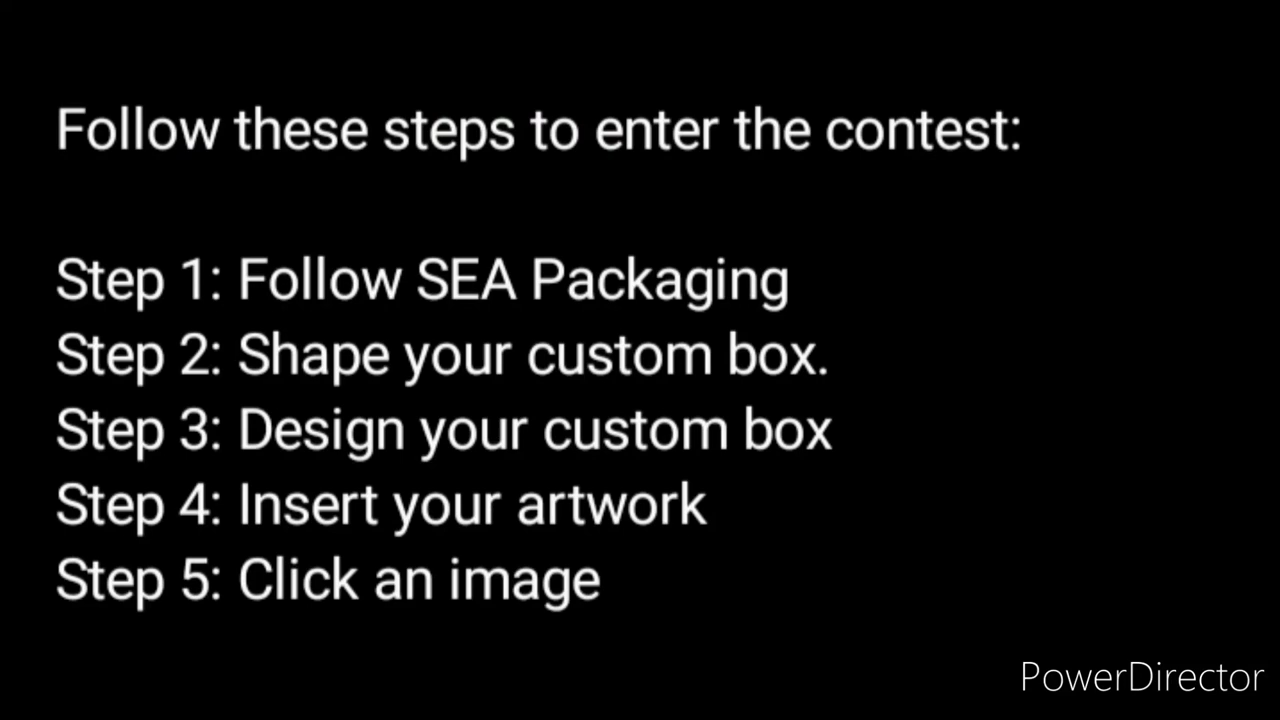 Follow these steps to enter the contest:
Step 1: Follow SEA Packaging
Step 2: Shape your custom box.
Step 3: Design your custom box
Step 4: Insert your artwork
Step 5: Click an image
PowerDirector